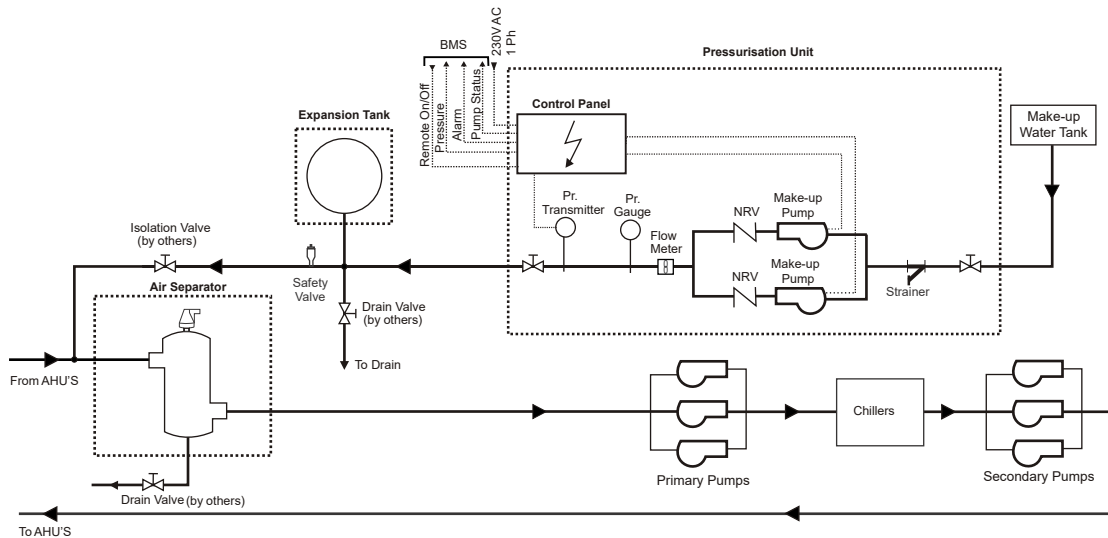 BMS
230V AC
1 Ph
Pressurisation Unit
Remote On/Off
Pressure
Alarm
Pump Status
Control Panel
Expansion Tank
Make-up
Water Tank
Pr.
Transmitter
Pr.
Gauge
Make-up
Pump
NRV
Flow
Meter
Isolation Valve
(by others)
NRV
Make-up
Pump
Strainer
Safety
Valve
Air Separator
Drain Valve
(by others)
To Drain
From AHU'S
Chillers
Primary Pumps
Secondary Pumps
Drain Valve (by others)
To AHU'S